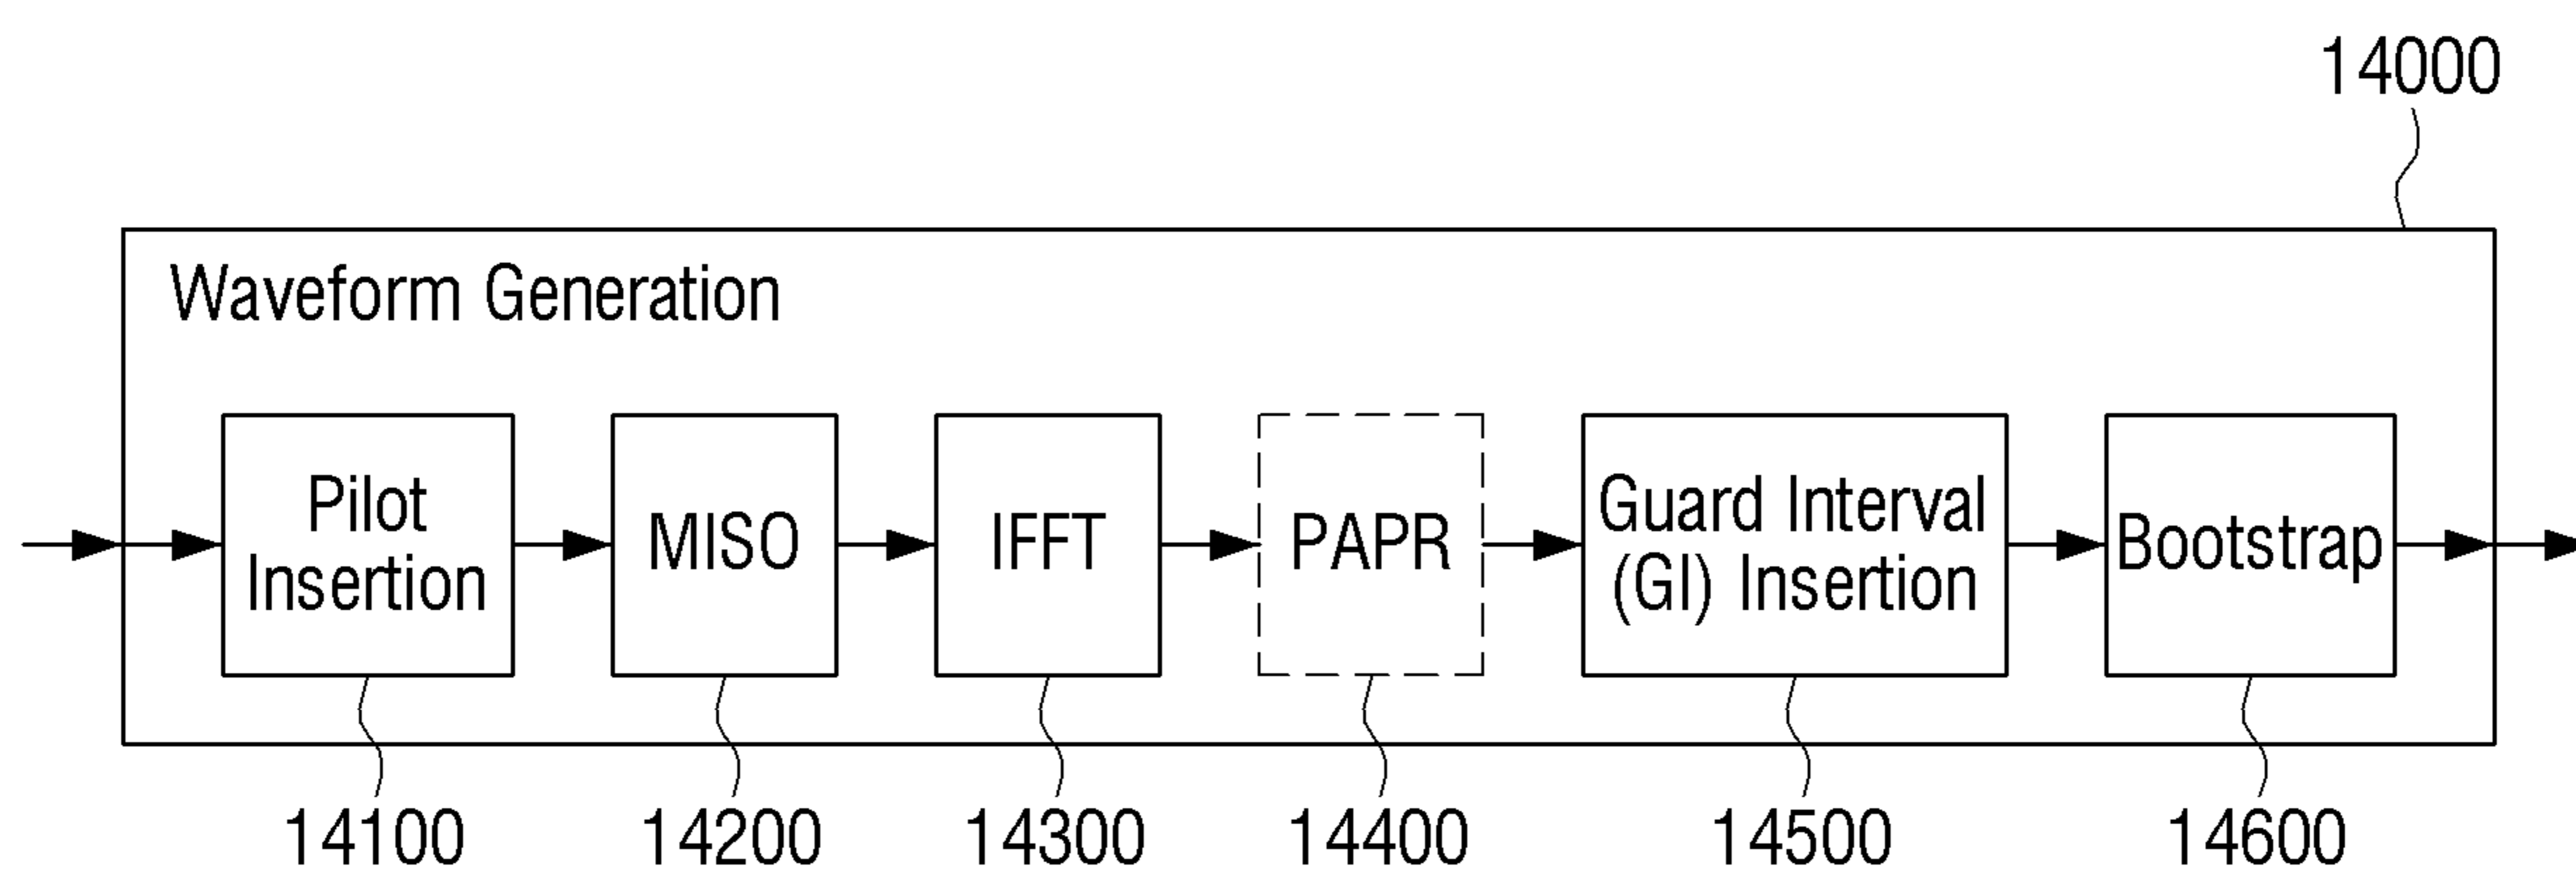 14000
Waveform Generation
Pilot
Insertion
MISO
IFFT
PAPR
Guard Interval
(GI) Insertion
Bootstrap
14100
14200
14300
14400
14500
14600